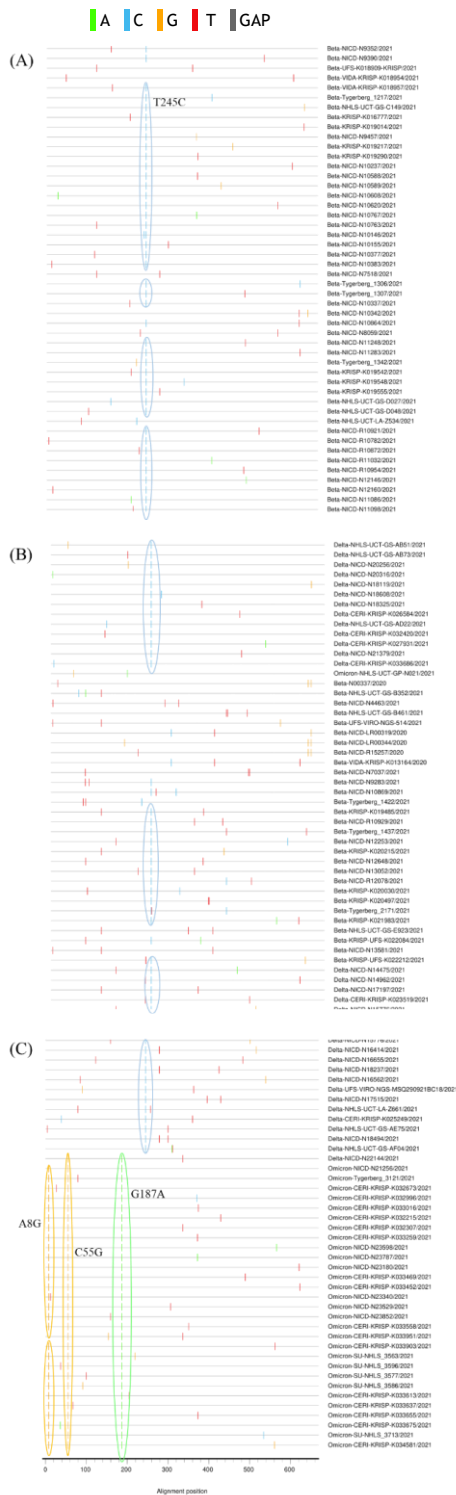 A C G T GAP
(A)
Beta-NICD-N9352/2021
Beta-NICD-N9390/2021
Beta-UFS-K018909-KRISP/2021
Beta-VIDA-KRISP-K018954/2021
Beta-VIDA-KRISP-K018957/2021
T245C
Beta-Tygerberg_1217/2021
Beta-NHLS-UCT-GS-C149/2021
Beta-KRISP-K016777/2021
Beta-KRISP-K019014/2021
Beta-NICD-N9457/2021
Beta-KRISP-K019217/2021
Beta-KRISP-K019290/2021
Beta-NICD-N10237/2021
Beta-NICD-N10588/2021
Beta-NICD-N10589/2021
Beta-NICD-N10608/2021
Beta-NICD-N10620/2021
Beta-NICD-N10767/2021
Beta-NICD-N10763/2021
Beta-NICD-N10146/2021
Beta-NICD-N10155/2021
Beta-NICD-N10377/2021
Beta-NICD-N10383/2021
Beta-NICD-N7518/2021
Beta-Tygerberg_1306/2021
Beta-Tygerberg_1307/2021
Beta-NICD-N10337/2021
Beta-NICD-N10342/2021
Beta-NICD-N10864/2021
Beta-NICD-N8059/2021
Beta-NICD-N11248/2021
Beta-NICD-N11283/2021
Beta-Tygerberg_1342/2021
Beta-KRISP-K019542/2021
Beta-KRISP-K019548/2021
Beta-KRISP-K019555/2021
Beta-NHLS-UCT-GS-D027/2021
Beta-NHLS-UCT-GS-D048/2021
Beta-NHLS-UCT-LA-Z534/2021
Beta-NICD-R10921/2021
Beta-NICD-R10782/2021
Beta-NICD-R10872/2021
Beta-NICD-R11032/2021
Beta-NICD-R10954/2021
Beta-NICD-N12146/2021
Beta-NICD-N12163/2021
Beta-NICD-N11086/2021
Beta-NICD-N11098/2021
(B)
Delta-NHLS-UCT-GS-AB51/2021
Delta-NHLS-UCT-GS-AB73/2021
Delta-NICD-N20256/2021
Delta-NICD-N20316/2021
Delta-NICD-N18119/2021
Delta-NICD-N18608/2021
Delta-NICD-N18325/2021
Delta-CERI-KRISP-K026584/2021
Delta-NHLS-UCT-GS-AD22/2021
Delta-CERI-KRISP-K032420/2021
Delta-CERI-KRISP-K027931/2021
Delta-NICD-N21379/2021
Delta-CERI-KRISP-K033686/2021
Omicron-NHLS-UCT-GP-N021/2021
Beta-N00337/2020
Beta-NHLS-UCT-GS-B352/2021
Beta-NICD-N4463/2021
Beta-NHLS-UCT-GS-B461/2021
Beta-UFS-VIRO-NGS-514/2021
Beta-NICD-LR00319/2020
Beta-NICD-LR00344/2020
Beta-NICD-R15257/2020
Beta-VIDA-KRISP-K013164/2020
Beta-NICD-N7037/2021
Beta-NICD-N9283/2021
Beta-NICD-N10869/2021
Beta-Tygerberg_1422/2021
Beta-KRISP-K019485/2021
Beta-NICD-R10929/2021
Beta-Tygerberg_1437/2021
Beta-NICD-N12253/2021
Beta-KRISP-K020215/2021
Beta-NICD-N12648/2021
Beta-NICD-N13052/2021
Beta-NICD-R12078/2021
Beta-KRISP-K020030/2021
Beta-KRISP-K020497/2021
Beta-Tygerberg_2171/2021
Beta-KRISP-K021983/2021
Beta-NHLS-UCT-GS-E923/2021
Beta-KRISP-UFS-K022084/2021
Beta-NICD-N13581/2021
Beta-KRISP-UFS-K022212/2021
Delta-NICD-N14475/2021
Delta-NICD-N14962/2021
Delta-NICD-N17197/2021
Delta-CERI-KRISP-K023519/2021
(C)
Delta-NICD-N16414/2021
Delta-NICD-N16655/2021
Delta-NICD-N18237/2021
Delta-NICD-N16562/2021
Delta-UFS-VIRO-NGS-MSQ290921BC18/202
Delta-NICD-N17515/2021
Delta-NHLS-UCT-LA-Z661/2021
Delta-CERI-KRISP-K025249/2021
Delta-NHLS-UCT-GS-AE75/2021
Delta-NICD-N18494/2021
Delta-NHLS-UCT-GS-AF04/2021
Delta-NICD-N22144/2021
Omicron-NICD-N21256/2021
Omicron-Tygerberg_3121/2021
Omicron-CERI-KRISP-K032673/2021
G187A
Omicron-CERI-KRISP-K032996/2021
Omicron-CERI-KRISP-K033016/2021
Omicron-CERI-KRISP-K032215/2021
A8G
Omicron-CERI-KRISP-K032307/2021
Omicron-CERI-KRISP-K033259/2021
C55G
Omicron-NICD-N23598/2021
Omicron-NICD-N23787/2021
Omicron-NICD-N23180/2021
Omicron-CERI-KRISP-K033469/2021
Omicron-CERI-KRISP-K033452/2021
Omicron-NICD-N23340/2021
Omicron-NICD-N23529/2021
Omicron-NICD-N23852/2021
Omicron-CERI-KRISP-K033558/2021
Omicron-CERI-KRISP-K033951/2021
Omicron-CERI-KRISP-K033903/2021
Omicron-SU-NHLS_3553/2021
Omicron-SU-NHLS_3596/2021
Omicron-SU-NHLS_3577/2021
Omicron-SU-NHLS_3586/2021
Omicron-CERI-KRISP-K033613/2021
Omicron-CERI-KRISP-K033637/2021
Omicron-CERI-KRISP-K033655/2021
Omicron-CERI-KRISP-K033675/2021
Omicron-SU-NHLS_3713/2021
Omicron-CERI-KRISP-K034581/2021
0 100 200 300 400 500 600
Alignment position